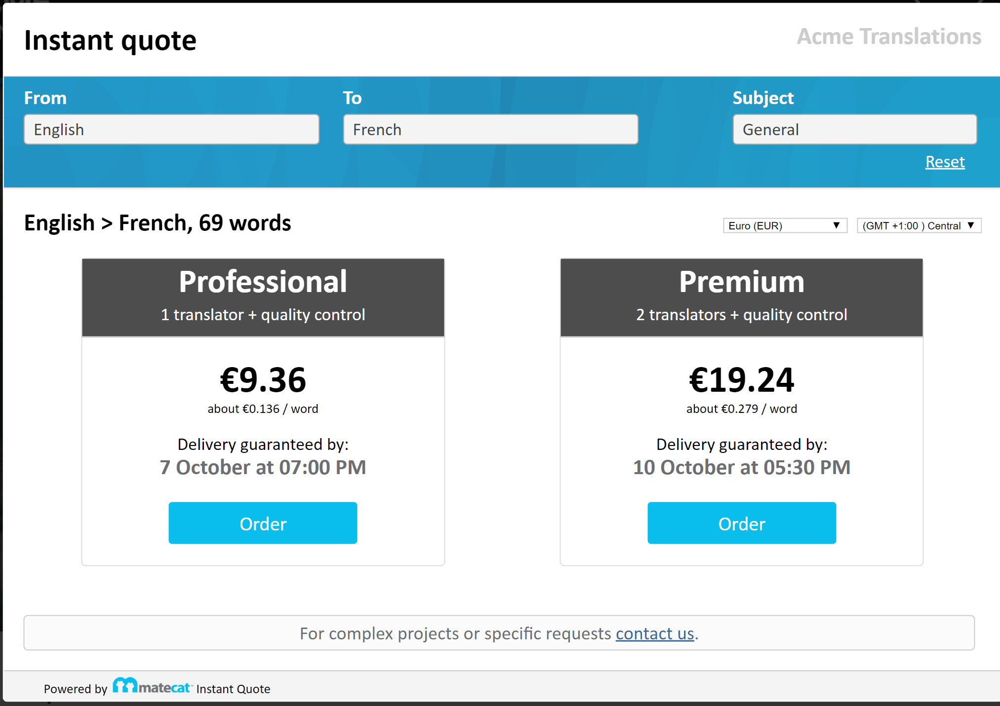 Instant quote
Acme Translations
From
To
Subject
English
French
General
Reset
English > French, 69 words
Euro (EUR) ▼
(GMT +1:00 ) Central ▼
Professional
1 translator + quality control
€9.36
about €0.136 / word
Delivery guaranteed by:
7 October at 07:00 PM
Order
Premium
2 translators + quality control
€19.24
about €0.279 / word
Delivery guaranteed by:
10 October at 05:30 PM
Order
For complex projects or specific requests contact us.
Powered by matecat™ Instant Quote